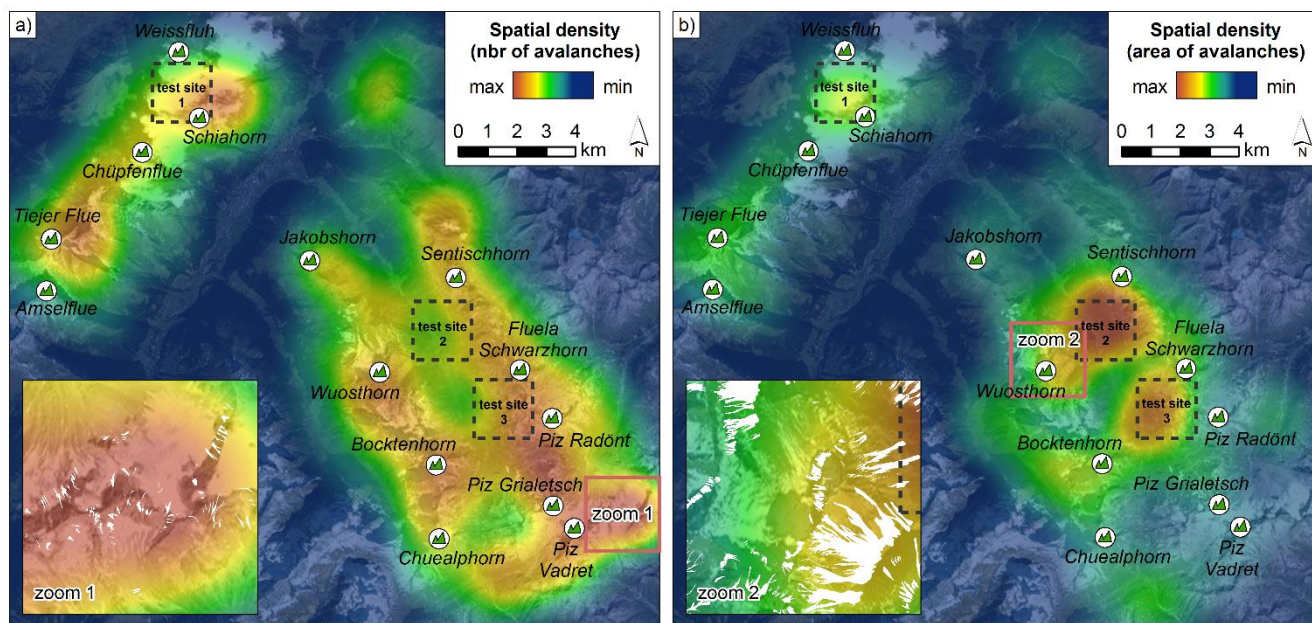 a)
Spatial density
(nbr of avalanches)
max min
0 1 2 3 4
km
N
Weissfluh
test site
1
Schiahorn
Chüpfenflue
Tiejer Flue
Amselflue
Jakobshorn
Sentischhorn
test site
2
Fluela
Schwarzhorn
Wuosthorn
test site
3
Piz Radönt
Bocktenhorn
Piz Grialetsch
zoom 1
Chuealphorn
Piz
Vadret
zoom 1
b)
Spatial density
(area of avalanches)
max min
0 1 2 3 4
km
N
Weissfluh
test site
1
Schiahorn
Chüpfenflue
Tiejer Flue
Amselflue
Jakobshorn
Sentischhorn
test site
2
Fluela
Schwarzhorn
zoom 2
Wuosthorn
test site
3
Piz Radönt
Bocktenhorn
Piz Grialetsch
Chuealphorn
Piz
Vadret
zoom 2